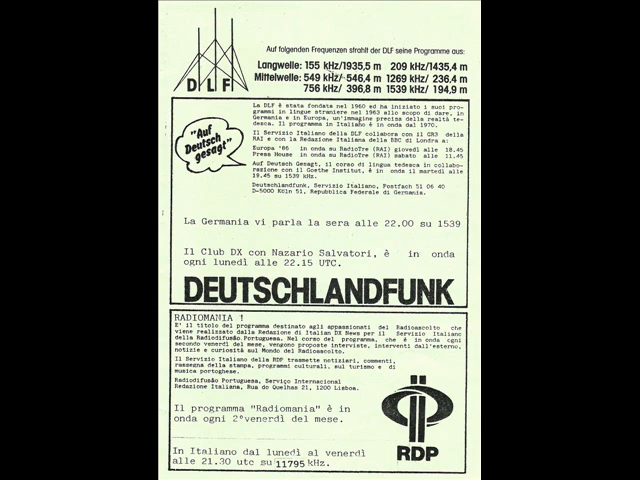 DLF
Auf folgenden Frequenzen strahlt der DLF seine Programme aus:
Langwelle: 155 kHz/1935,5 m 209 kHz/1435,4 m
Mittelwelle: 549 kHz/ 546,4 m 1269 kHz/ 236,4 m
756 kHz/ 396,8 m 1539 kHz/ 194,9 m
"Auf
Deutsch
gesagt"
La DLF è stata fondata nel 1960 ed ha iniziato i suoi pro-
grammi in lingue straniere nel 1963 allo scopo di dare, in
Germania e in Europa, un'immagine precisa della realtà te-
desca. Il programma in Italiano è in onda dal 1970.
Il Servizio Italiano della DLF collabora con il GR3 della
RAI e con la Redazione Italiana della BBC di Londra a:
Europa '66 in onda su RadioTre (RAI) giovedì alle 18.45
Press House in onda su RadioTre (RAI) sabato alle 11.45
Auf Deutsch Gesagt, il corso di lingua tedesca in collabo-
razione con il Goethe Institut, è in onda il martedì alle
19.45 su 1539 kHz.
Deutschlandfunk, Servizio Italiano, Postfach 51 06 40
D-5000 Köln 51, Repubblica Federale di Germania.
La Germania vi parla la sera alle 22.00 su 1539
Il Club DX con Nazario Salvatori, è in onda
ogni lunedì alle 22.15 UTC.
DEUTSCHLANDFUNK
RADIOMANIA !
E' il titolo del programma destinato agli appassionati del Radioascolto che
viene realizzato dalla Redazione di Italian DX News per il Servizio Italiano
della Radiodifusão Portuguesa. Nel corso del programma, che è in onda ogni
secondo venerdì del mese, vengono proposte interviste, interventi dall'esterno,
notizie e curiosità sul Mondo del Radioascolto.
Il Servizio Italiano della RDP trasmette notiziari, commenti,
rassegna della stampa, programmi culturali, sul turismo e di
musica portoghese.
Radiodifusão Portuguesa, Serviço Internacional
Redazione Italiana, Rua do Quelhas 21, 1200 Lisboa.
Il programma "Radiomania" è in
onda ogni 2°venerdì del mese.
RDP
In Italiano dal lunedì al venerdì
alle 21.30 utc su 11795 kHz.